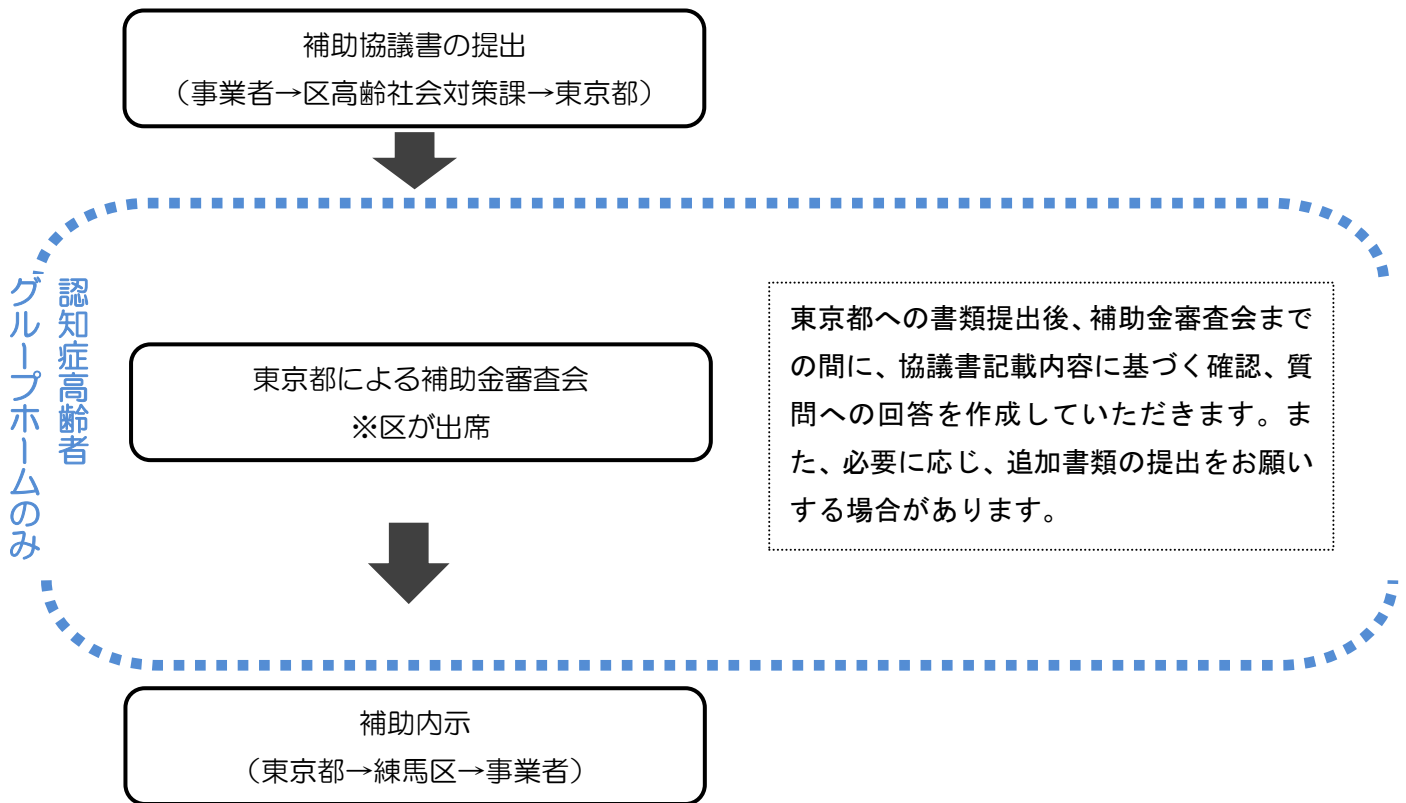 補助協議書の提出
（事業者→区高齢社会対策課→東京都）
認知症高齢者
グループホームのみ
東京都による補助金審査会
※区が出席
東京都への書類提出後、補助金審査会まで
の間に、協議書記載内容に基づく確認、質
問への回答を作成していただきます。ま
た、必要に応じ、追加書類の提出をお願い
する場合があります。
補助内示
（東京都→練馬区→事業者）